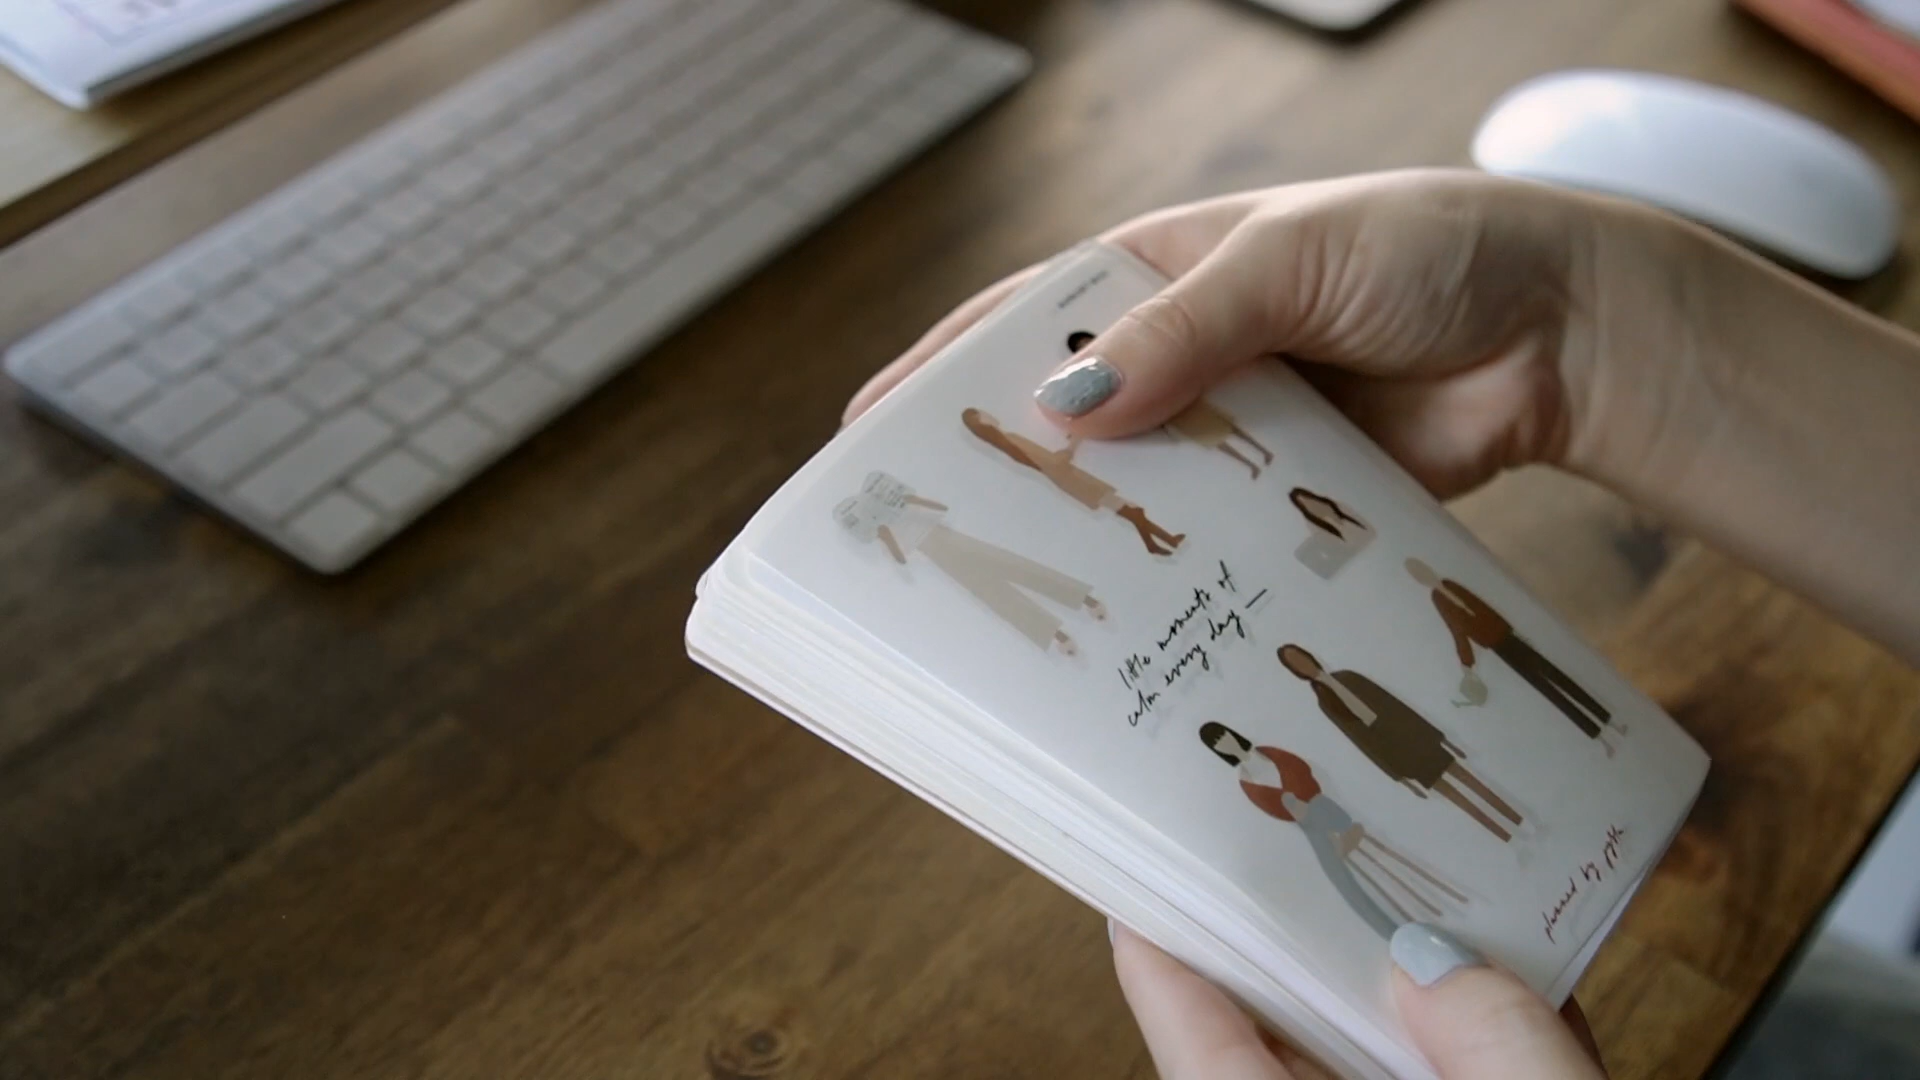 little moments of
calm every day —
planned by